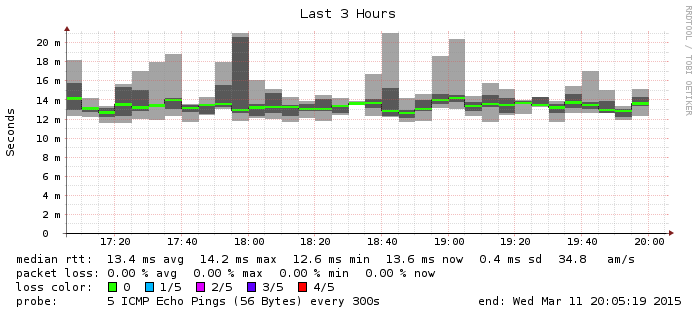 Last 3 Hours
RRDTOOL / TOBI OETIKER
Seconds
20 m
18 m
16 m
14 m
12 m
10 m
8 m
6 m
4 m
2 m
0
17:20 17:40 18:00 18:20 18:40 19:00 19:20 19:40 20:00
median rtt: 13.4 ms avg 14.2 ms max 12.6 ms min 13.6 ms now 0.4 ms sd 34.8 am/s
packet loss: 0.00 % avg 0.00 % max 0.00 % min 0.00 % now
loss color: 0 1/5 2/5 3/5 4/5
probe: 5 ICMP Echo Pings (56 Bytes) every 300s end: Wed Mar 11 20:05:19 2015